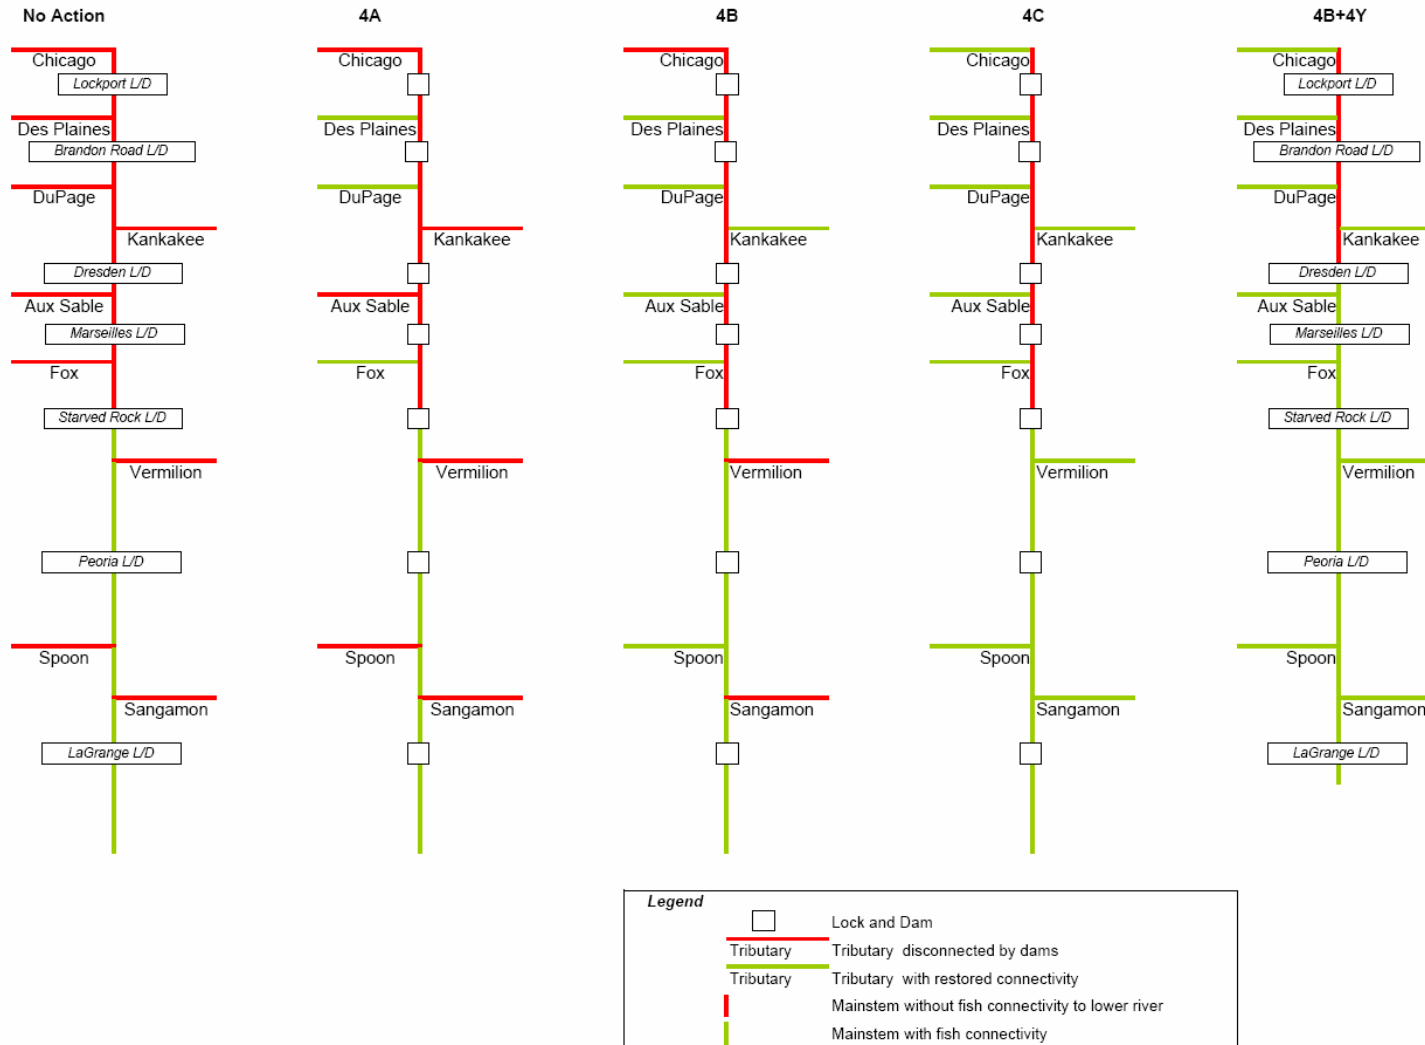 No Action
4A
4B
4C
4B+4Y
Chicago
Chicago
Chicago
Chicago
Chicago
Lockport L/D
Lockport L/D
Des Plaines
Des Plaines
Des Plaines
Des Plaines
Des Plaines
Brandon Road L/D
Brandon Road L/D
DuPage
DuPage
DuPage
DuPage
DuPage
Kankakee
Kankakee
Kankakee
Kankakee
Kankakee
Dresden L/D
Dresden L/D
Aux Sable
Aux Sable
Aux Sable
Aux Sable
Aux Sable
Marseilles L/D
Marseilles L/D
Fox
Fox
Fox
Fox
Fox
Starved Rock L/D
Starved Rock L/D
Vermilion
Vermilion
Vermilion
Vermilion
Vermilion
Peoria L/D
Peoria L/D
Spoon
Spoon
Spoon
Spoon
Spoon
Sangamon
Sangamon
Sangamon
Sangamon
Sangamon
LaGrange L/D
LaGrange L/D
Legend
Lock and Dam
Tributary
Tributary disconnected by dams
Tributary
Tributary with restored connectivity
Mainstem without fish connectivity to lower river
Mainstem with fish connectivity